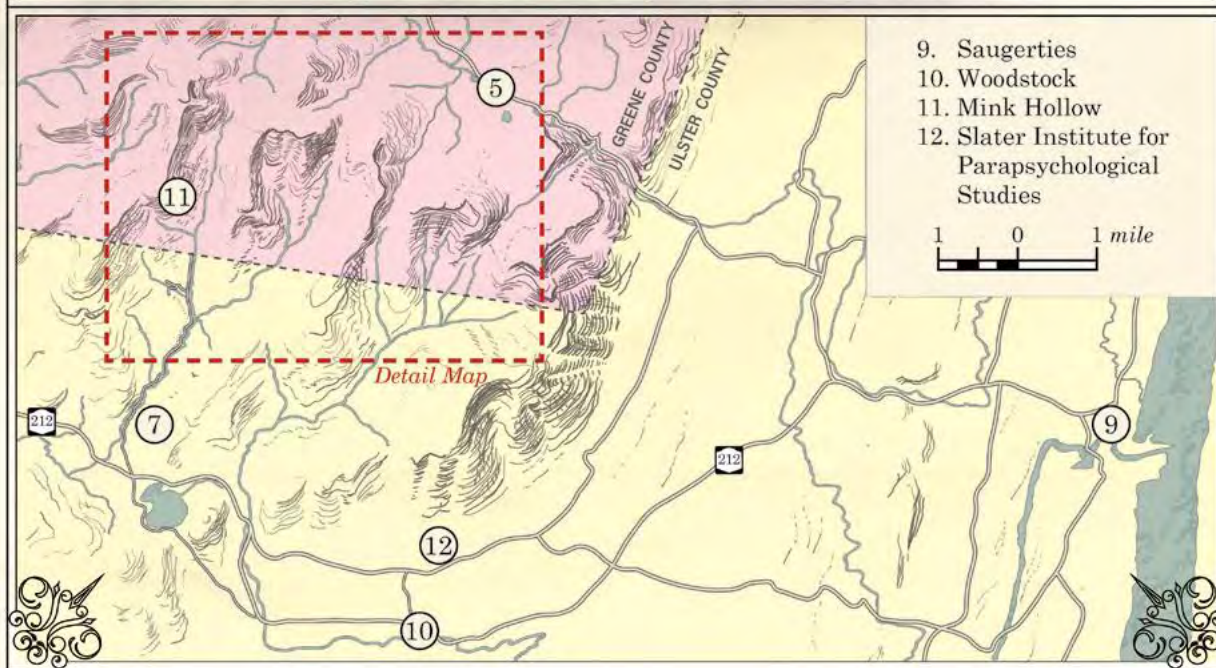 9. Saugerties
10. Woodstock
11. Mink Hollow
12. Slater Institute for
Parapsychological
Studies
1 0 1 mile
GREENE COUNTY
ULSTER COUNTY
5
11
Detail Map
212
7
9
212
12
10